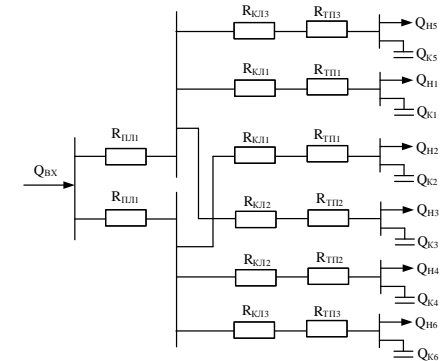 R_КЛ3 R_ТП3 Q_Н5
Q_К5
R_КЛ1 R_ТП1 Q_Н1
Q_К1
R_ПЛ1 R_КЛ1 R_ТП1 Q_Н2
Q_ВХ Q_К2
R_ПЛ1 R_КЛ2 R_ТП2 Q_Н3
Q_К3
R_КЛ2 R_ТП2 Q_Н4
Q_К4
R_КЛ3 R_ТП3 Q_Н6
Q_К6